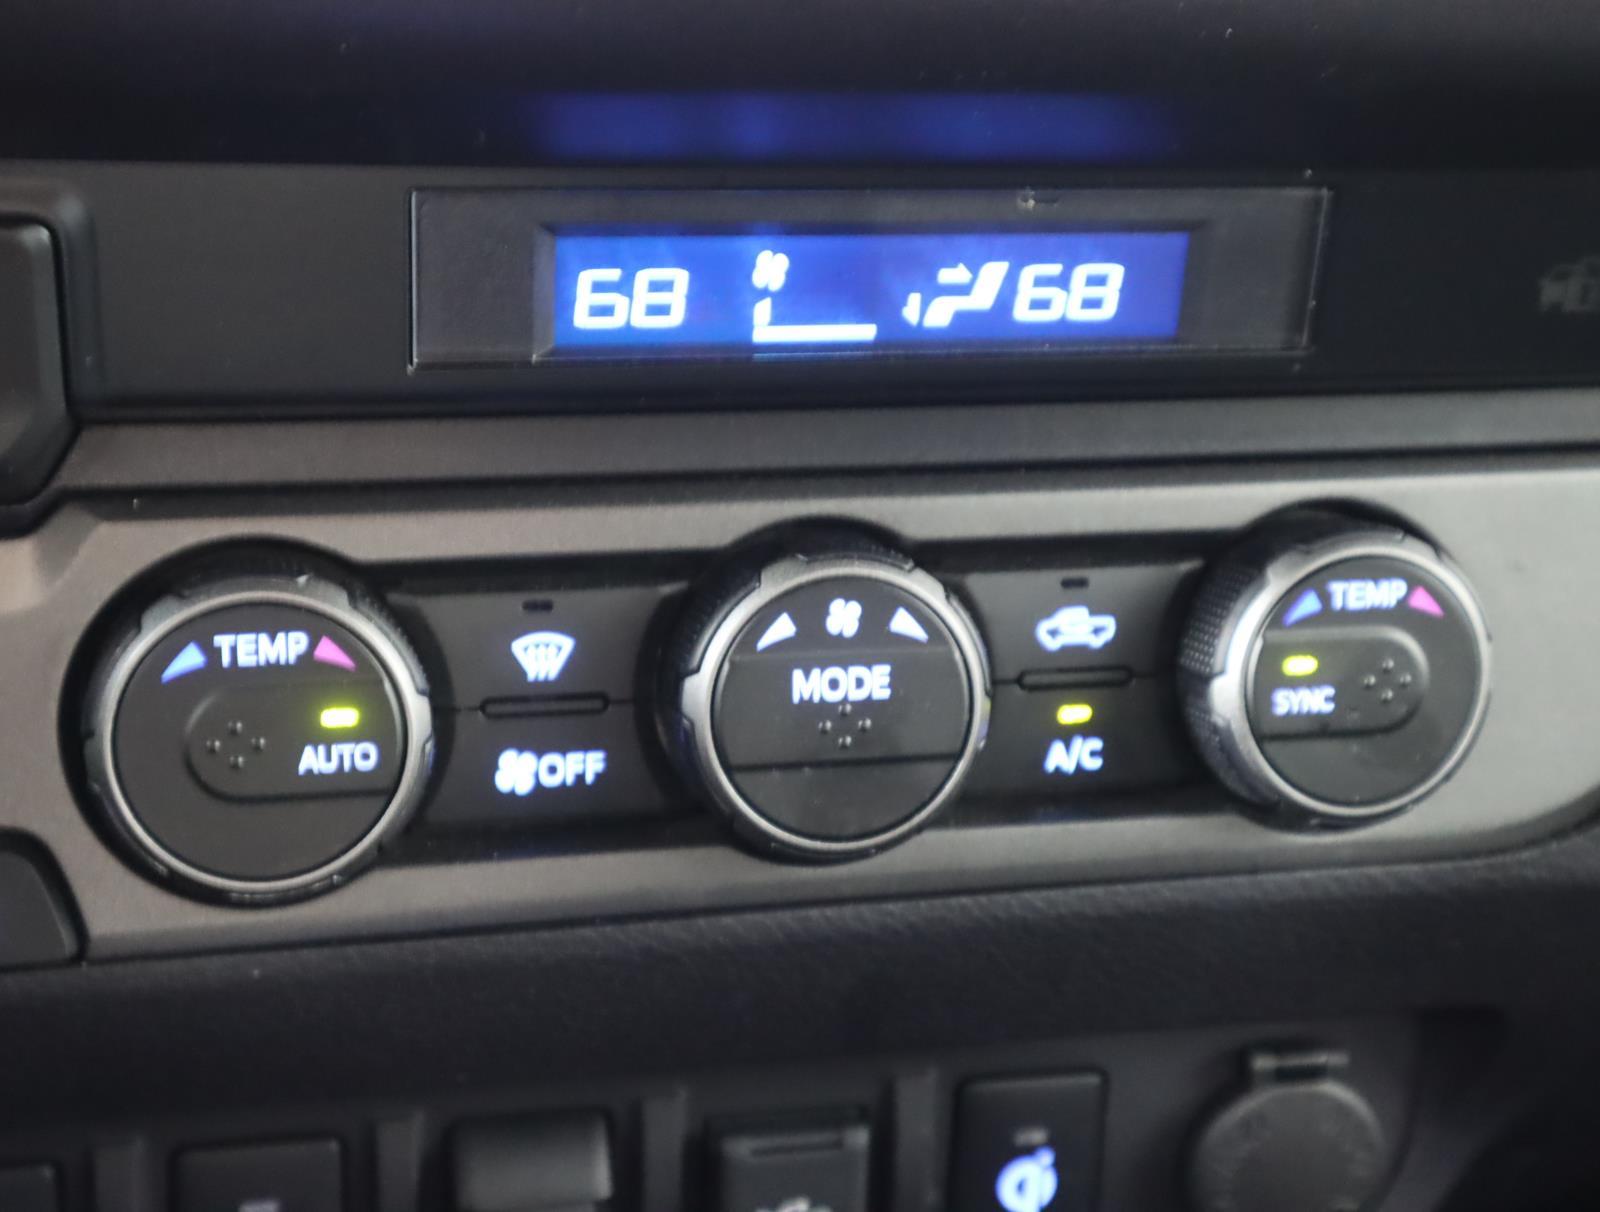 68 68
TEMP
AUTO
OFF
MODE
A/C
TEMP
SYNC